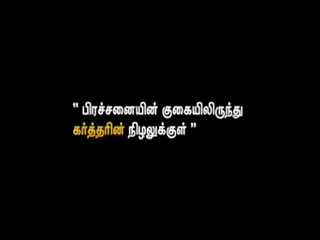 " பிரச்சனையின் குகையிலிருந்து
கர்த்தரின் நிழலுக்குள் "